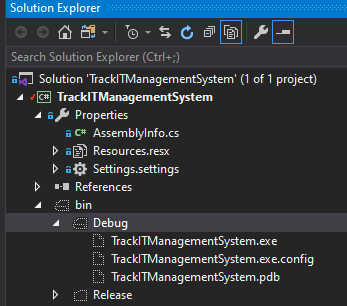 Solution Explorer
Search Solution Explorer (Ctrl+;)
Solution 'TrackITManagementSystem' (1 of 1 project)
C# TrackITManagementSystem
Properties
C# AssemblyInfo.cs
Resources.resx
Settings.settings
References
bin
Debug
TrackITManagementSystem.exe
TrackITManagementSystem.exe.config
TrackITManagementSystem.pdb
Release